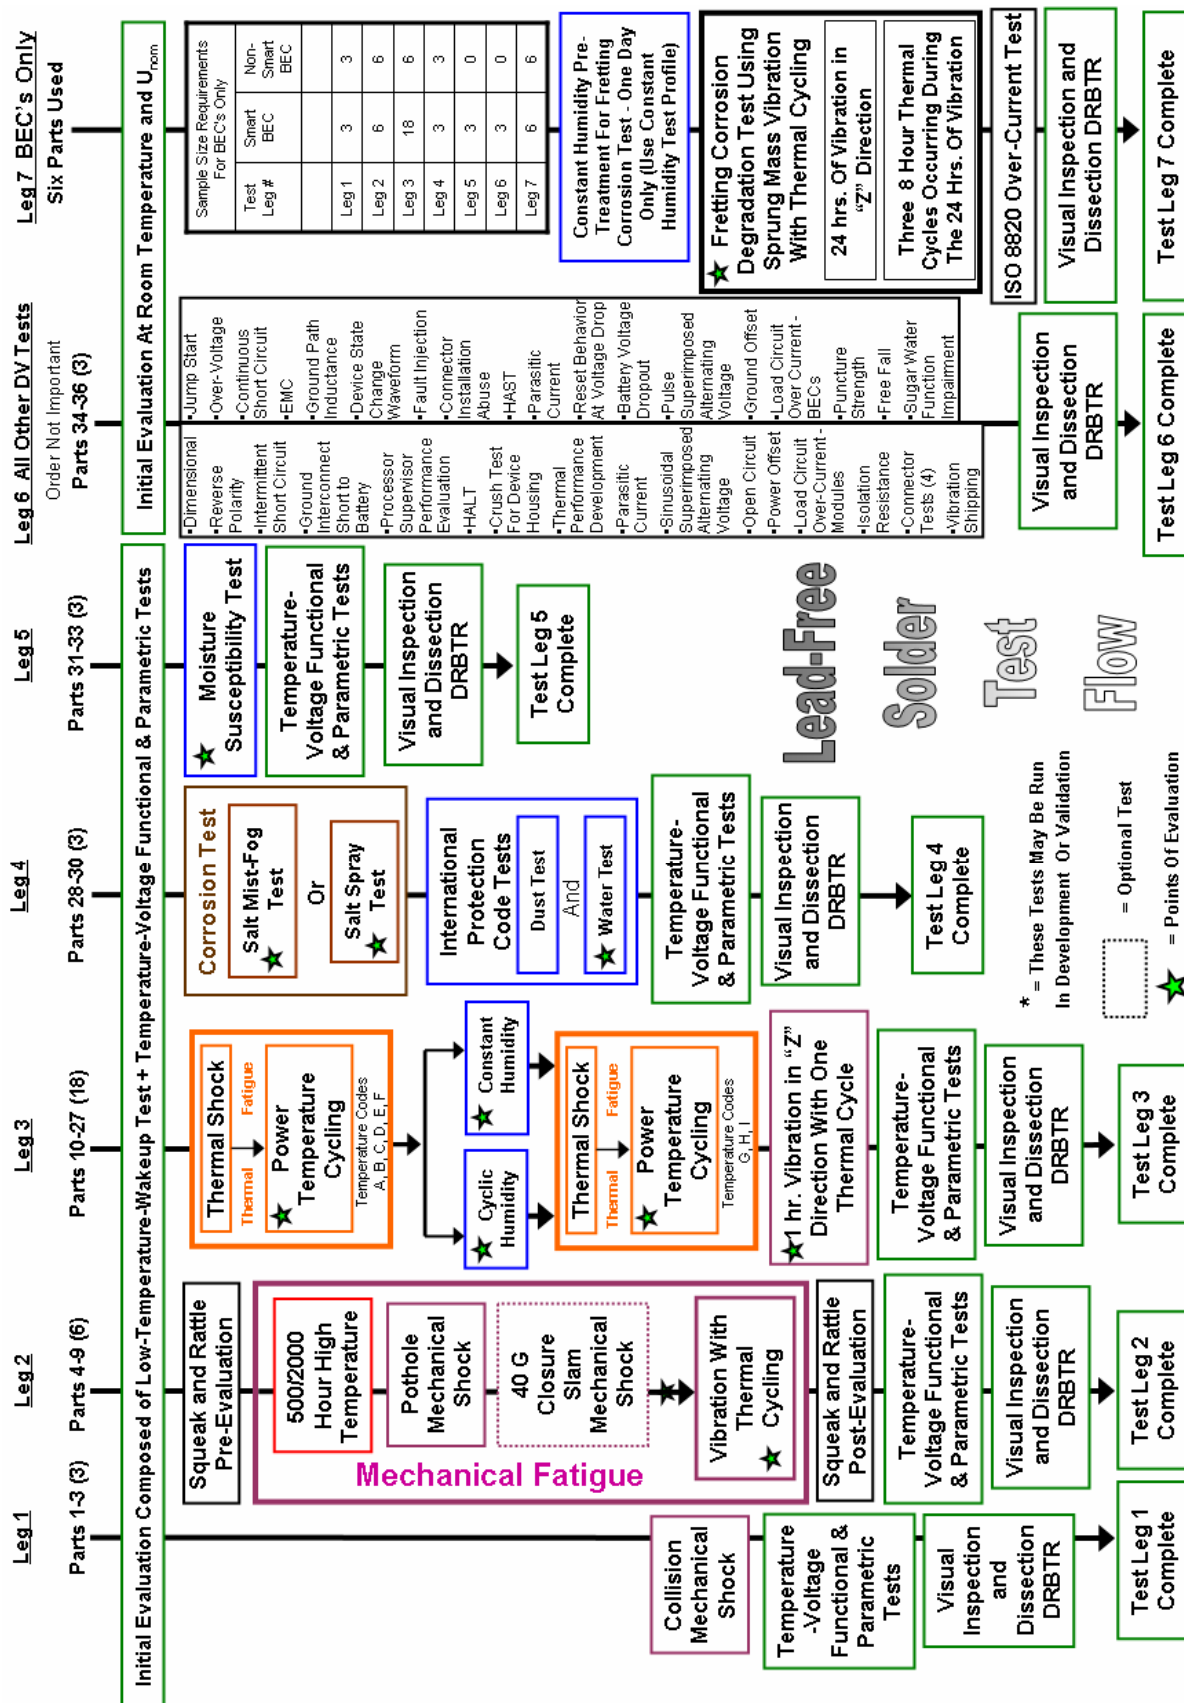 Leg 1
Parts 1-3 (3)
Leg 2
Parts 4-9 (6)
Leg 3
Parts 10-27 (18)
Leg 4
Parts 28-30 (3)
Leg 5
Parts 31-33 (3)
Leg 6 All Other DV Tests
Order Not Important
Parts 34-36 (3)
Leg 7 BEC's Only
Six Parts Used
Initial Evaluation Composed of Low-Temperature-Wakeup Test + Temperature-Voltage Functional & Parametric Tests
Initial Evaluation At Room Temperature and Unom
Collision
Mechanical
Shock
Temperature
-Voltage
Functional &
Parametric
Tests
Visual
Inspection
and
Dissection
DRBTR
Test Leg 1
Complete
Squeak and Rattle
Pre-Evaluation
500/2000
Hour High
Temperature
Pothole
Mechanical
Shock
40 G
Closure
Slam
Mechanical
Shock
Vibration With
Thermal
Cycling
Mechanical Fatigue
Squeak and Rattle
Post-Evaluation
Temperature-
Voltage Functional
& Parametric Tests
Visual Inspection
and Dissection
DRBTR
Test Leg 2
Complete
Thermal Shock
Thermal Fatigue
Power
Temperature
Cycling
Temperature Codes
A, B, C, D, E, F
Cyclic
Humidity
Constant
Humidity
Thermal Shock
Thermal Fatigue
Power
Temperature
Cycling
Temperature Codes
G, H, I
1 hr. Vibration in "Z"
Direction With One
Thermal Cycle
Temperature-
Voltage Functional
& Parametric Tests
Visual Inspection
and Dissection
DRBTR
Test Leg 3
Complete
Corrosion Test
Salt Mist-Fog
Test
Or
Salt Spray
Test
International
Protection
Code Tests
Dust Test
And
Water Test
Temperature-
Voltage Functional
& Parametric Tests
Visual Inspection
and Dissection
DRBTR
Test Leg 4
Complete
Moisture
Susceptibility Test
Temperature-
Voltage Functional
& Parametric Tests
Visual Inspection
and Dissection
DRBTR
Test Leg 5
Complete
•Dimensional
•Reverse
Polarity
•Intermittent
Short Circuit
•Ground
Interconnect
Short to
Battery
•Processor
Supervisor
Performance
Evaluation
•HALT
•Crush Test
For Device
Housing
•Thermal
Performance
Development
•Parasitic
Current
•Sinusoidal
Superimposed
Alternating
Voltage
•Open Circuit
•Power Offset
•Load Circuit
Over-Current-
Modules
•Isolation
Resistance
•Connector
Tests (4)
•Vibration
Shipping
•Jump Start
•Over-Voltage
•Continuous
Short Circuit
•EMC
•Ground Path
Inductance
•Device State
Change
Waveform
•Fault Injection
•Connector
Installation
Abuse
•HAST
•Parasitic
Current
•Reset Behavior
At Voltage Drop
•Battery Voltage
Dropout
•Pulse
Superimposed
Alternating
Voltage
•Ground Offset
•Load Circuit
Over Current -
BECs
•Puncture
Strength
•Free Fall
•Sugar Water
Function
Impairment
Visual Inspection
and Dissection
DRBTR
Test Leg 6 Complete
Sample Size Requirements
For BEC's Only
Test
Leg #
Smart
BEC
Non-
Smart
BEC
Leg 1 3 3
Leg 2 6 6
Leg 3 18 6
Leg 4 3 3
Leg 5 3 0
Leg 6 3 0
Leg 7 6 6
Constant Humidity Pre-
Treatment For Fretting
Corrosion Test - One Day
Only (Use Constant
Humidity Test Profile)
Fretting Corrosion
Degradation Test Using
Sprung Mass Vibration
With Thermal Cycling
24 hrs. Of Vibration in
"Z" Direction
Three 8 Hour Thermal
Cycles Occurring During
The 24 Hrs. Of Vibration
ISO 8820 Over-Current Test
Visual Inspection and
Dissection DRBTR
Test Leg 7 Complete
Lead-Free
Solder
Test
Flow
* = These Tests May Be Run
In Development Or Validation
= Optional Test
= Points Of Evaluation